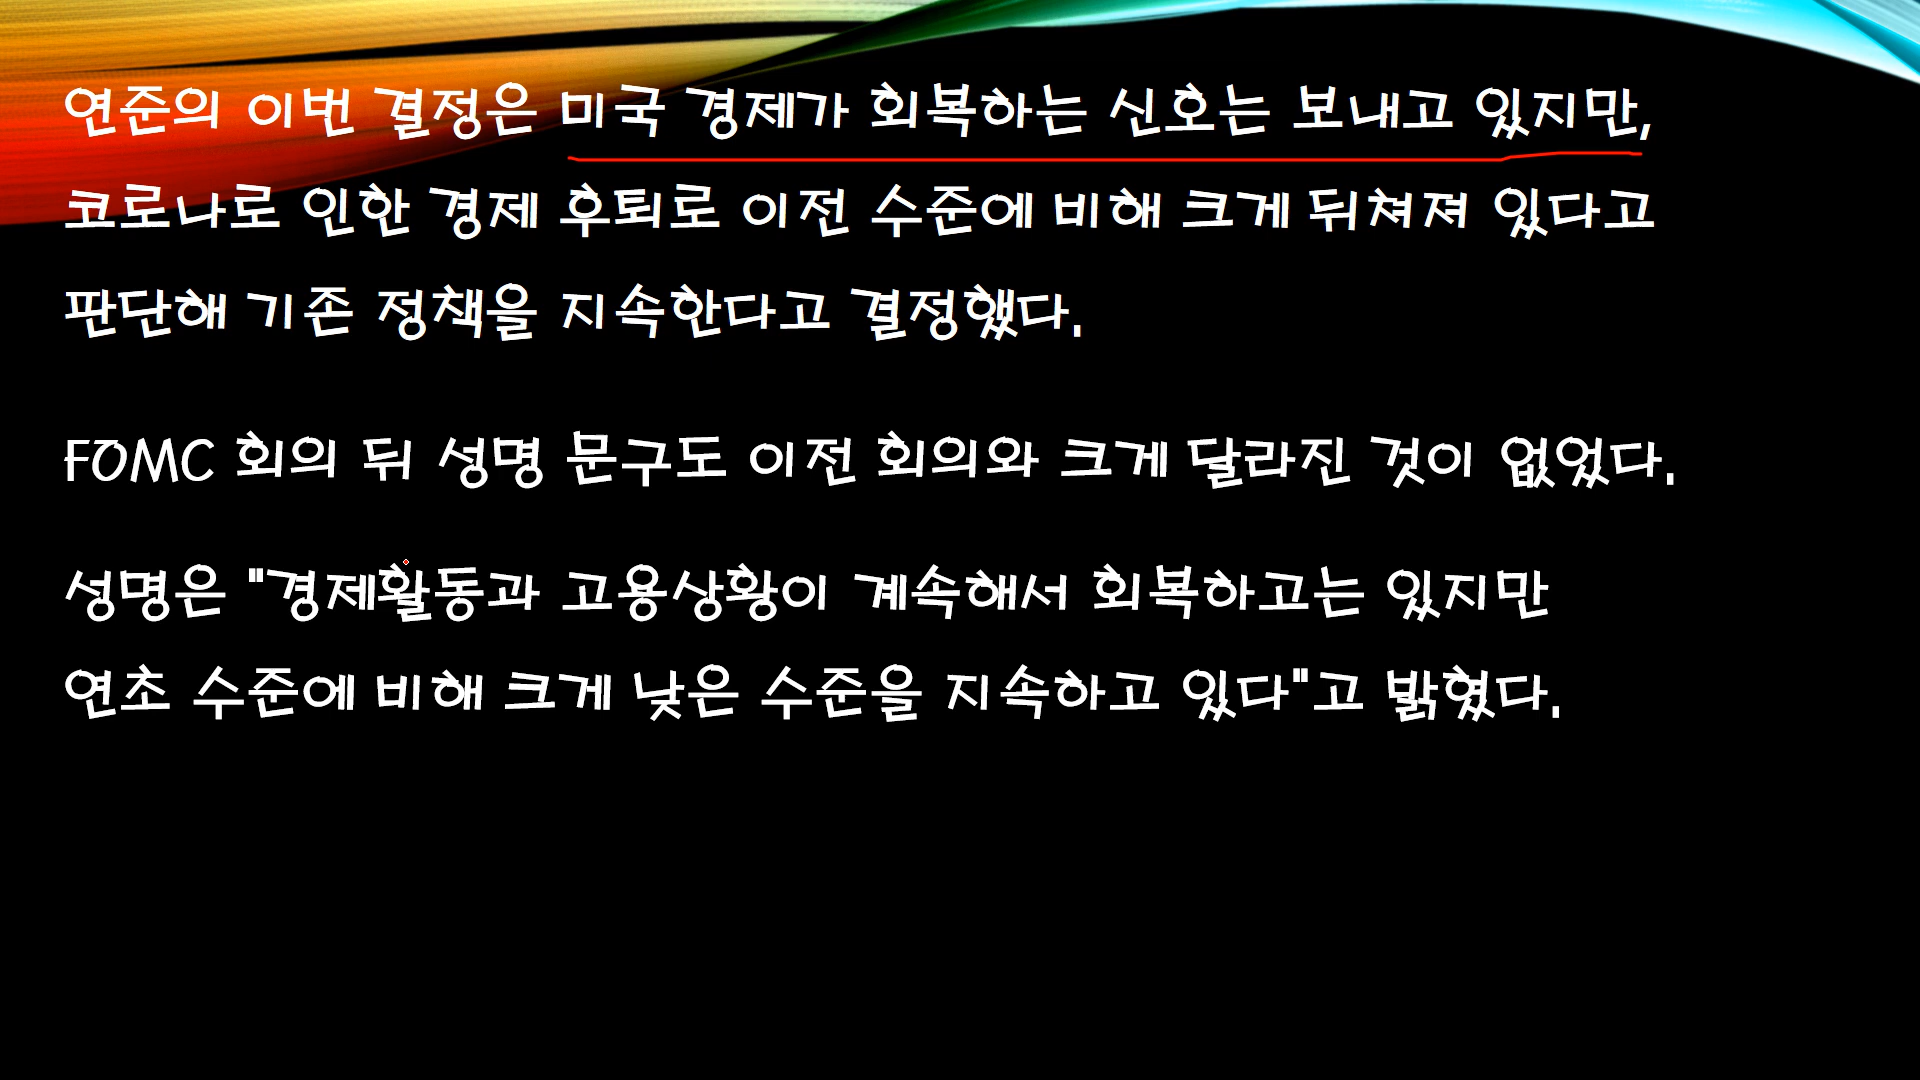 연준의 이번 결정은 미국 경제가 회복하는 신호는 보내고 있지만,
코로나로 인한 경제 후퇴로 이전 수준에 비해 크게 뒤쳐져 있다고
판단해 기존 정책을 지속한다고 결정했다.
FOMC 회의 뒤 성명 문구도 이전 회의와 크게 달라진 것이 없었다.
성명은 "경제활동과 고용상황이 계속해서 회복하고는 있지만
연초 수준에 비해 크게 낮은 수준을 지속하고 있다"고 밝혔다.